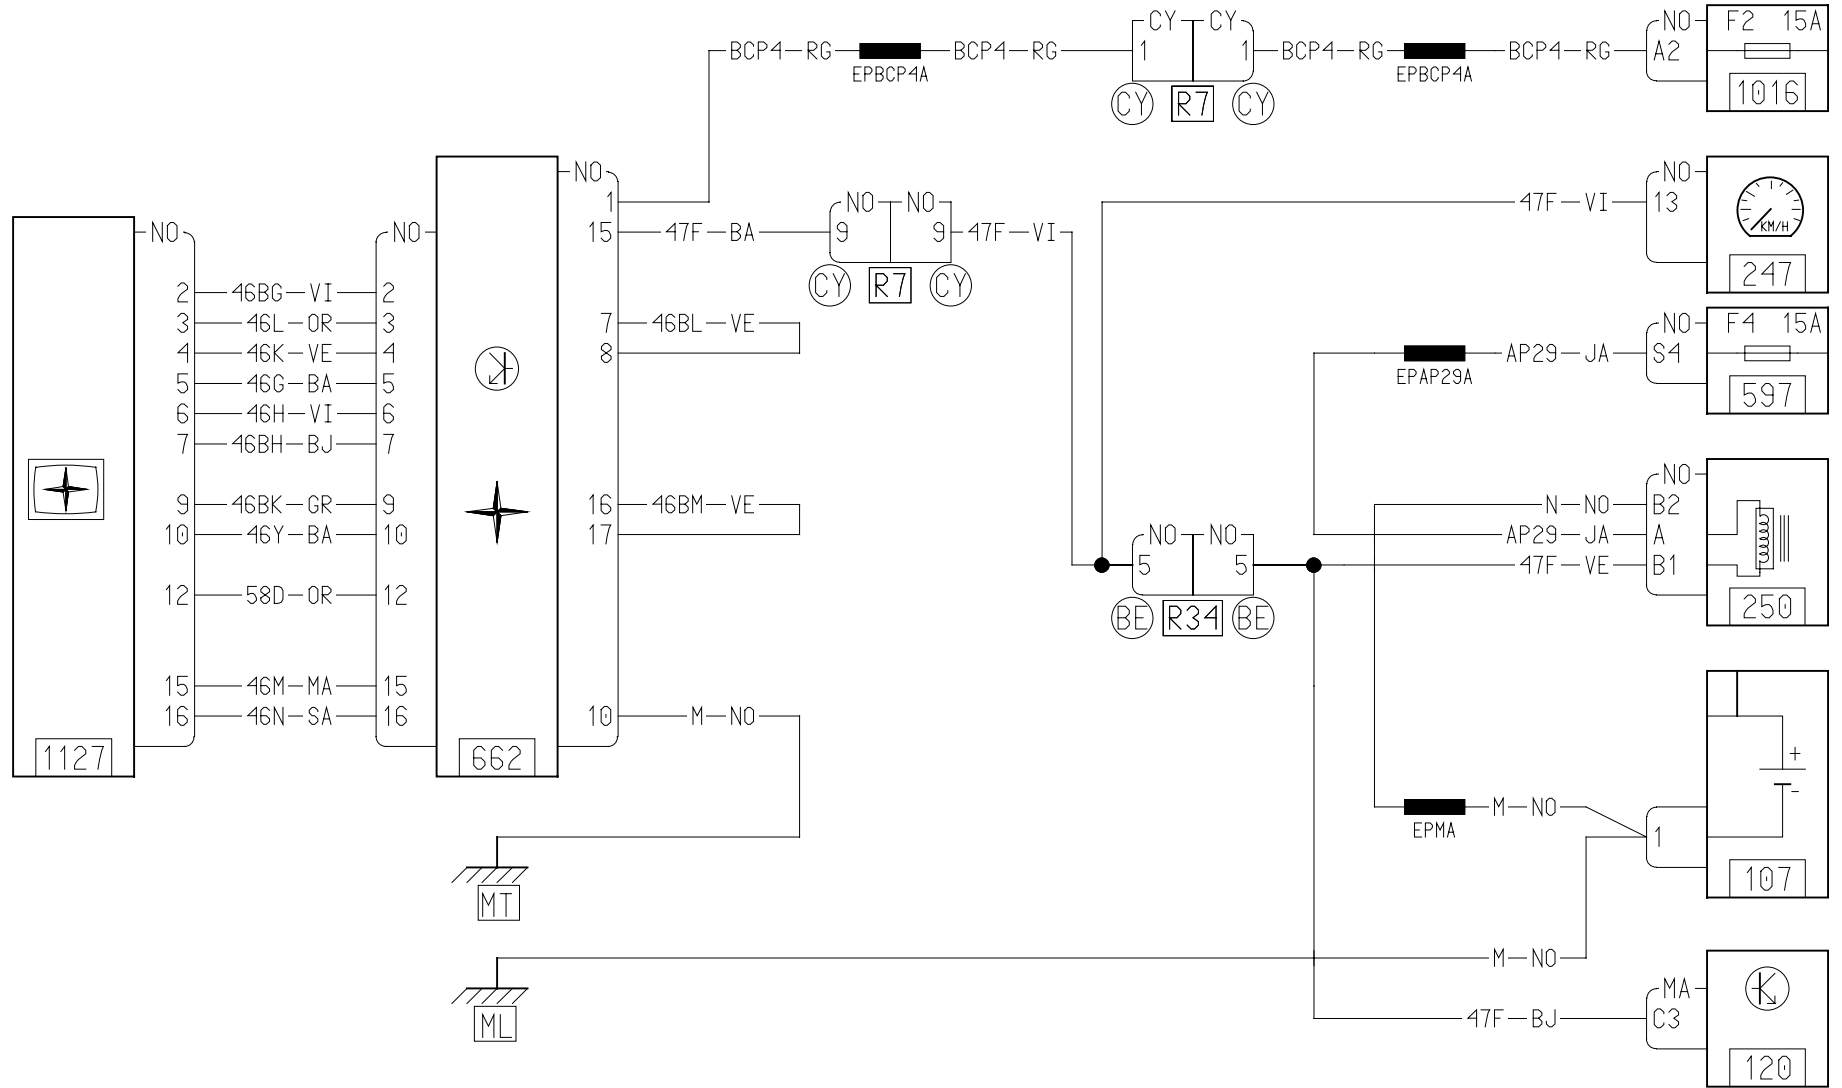 CY CY NO F2 15A
BCP4 RG BCP4 RG 1 1 BCP4 RG BCP4 RG A2
EPBCP4A EPBCP4A
CY R7 CY 1016
NO NO
1 NO NO 47F VI 13
KM/H
NO NO 15 47F BA 9 9 47F VI
CY R7 CY 247
2 46BG VI 2
3 46L OR 3 7 46BL VE NO F4 15A
4 46K VE 4 8 AP29 JA S4
EPAP29A
5 46G BA 5 597
6 46H VI 6
7 46BH BJ 7
NO
9 46BK GR 9 16 46BM VE N NO B2
10 46Y BA 10 17 NO NO AP29 JA A
5 5 47F VE B1
12 58D OR 12
BE R34 BE 250
15 46M MA 15
16 46N SA 16 10 M NO
1127 662
+
-
M NO
EPMA 1
107
MT
M NO
MA
ML 47F BJ C3
120